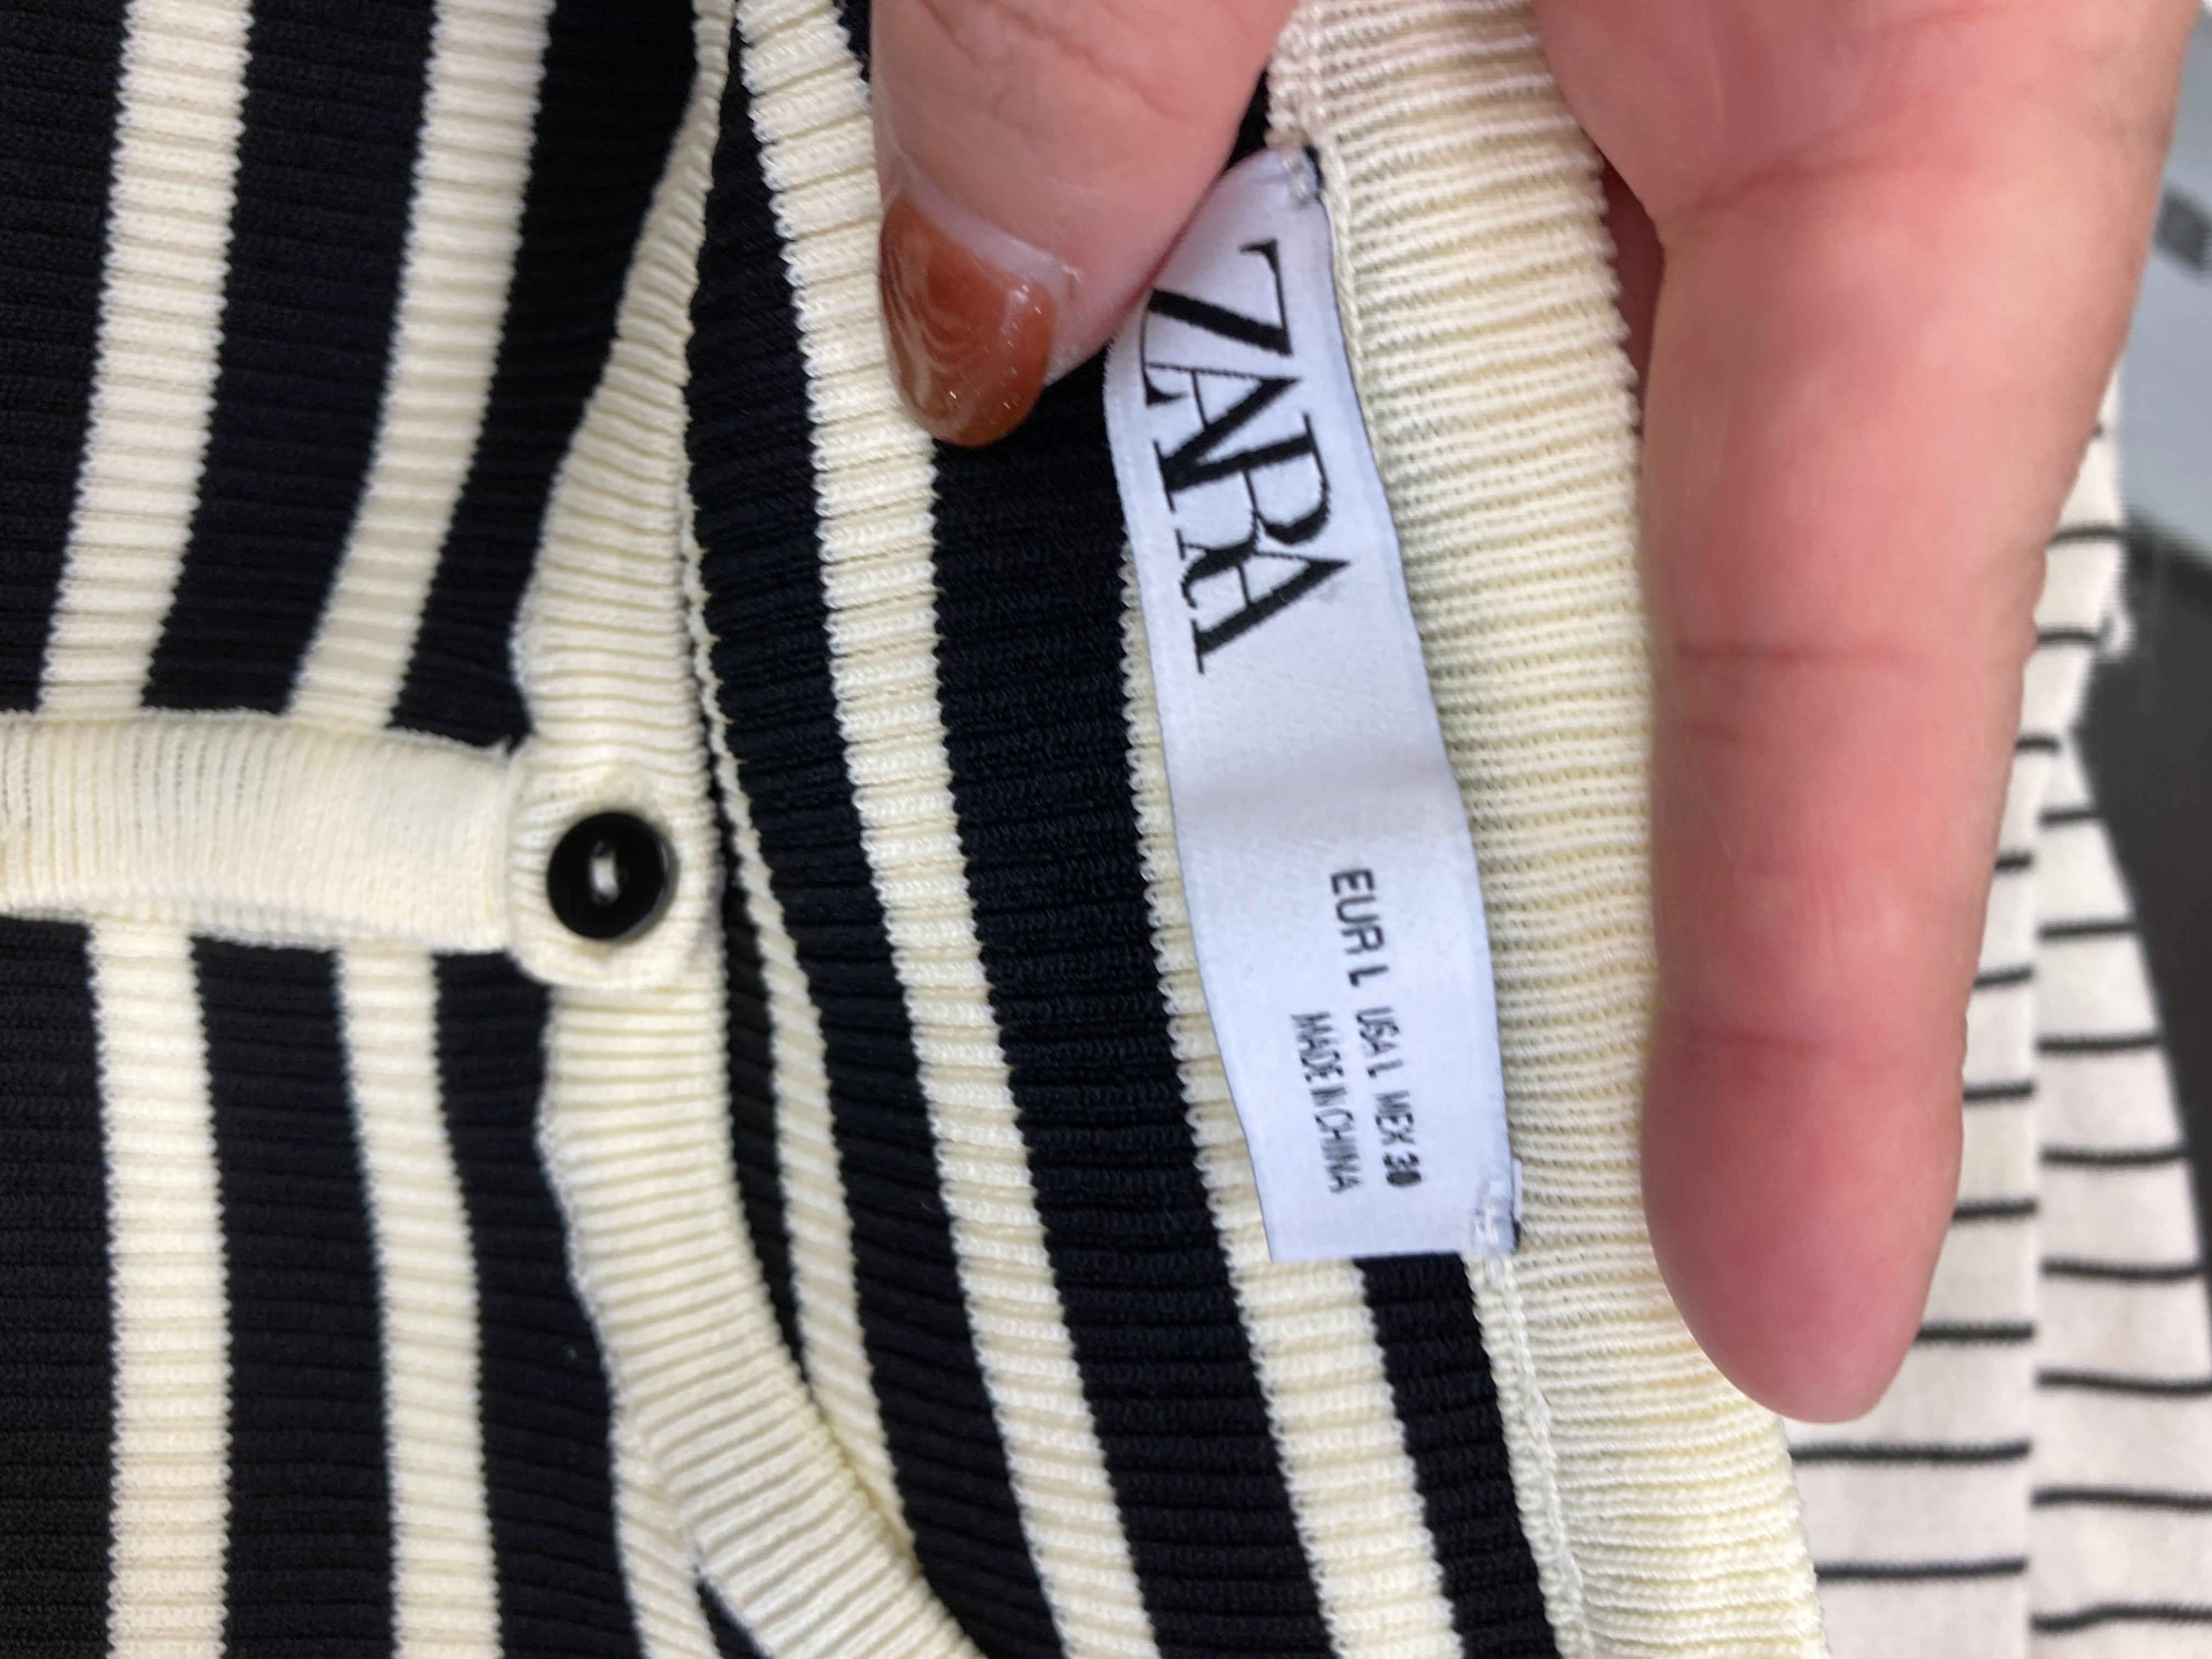 ZARA
EUR L USA L MEX 30
MADE IN CHINA